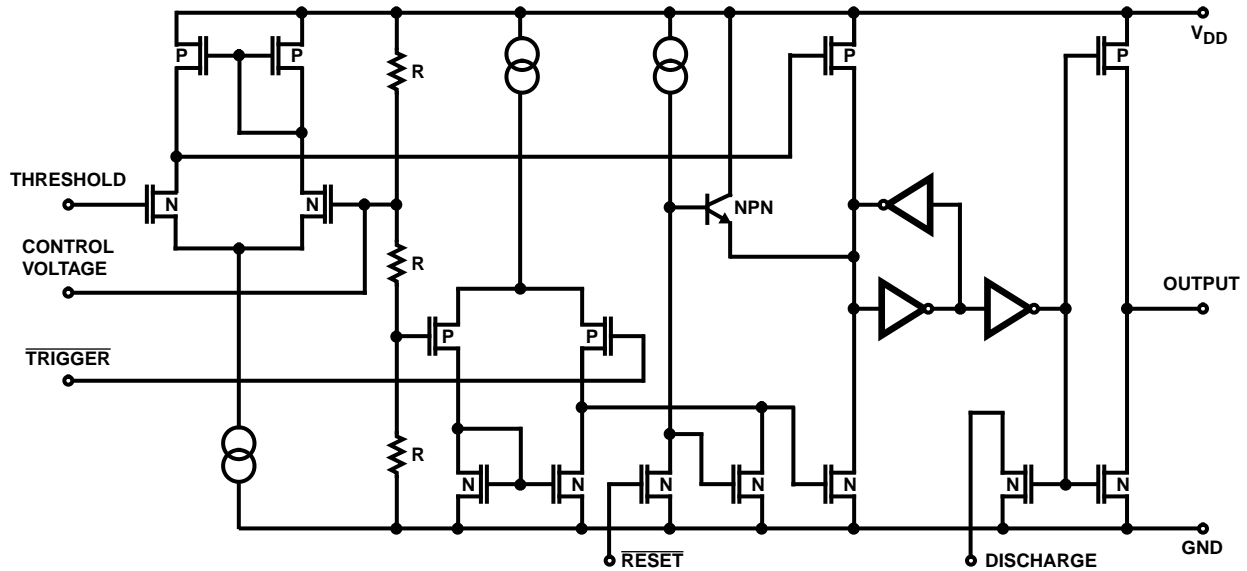 V_DD
P
P
R
P
P
THRESHOLD
N
N
NPN
CONTROL
VOLTAGE
R
OUTPUT
P
P
TRIGGER
R
N
N
N
N
N
N
N
GND
RESET
DISCHARGE